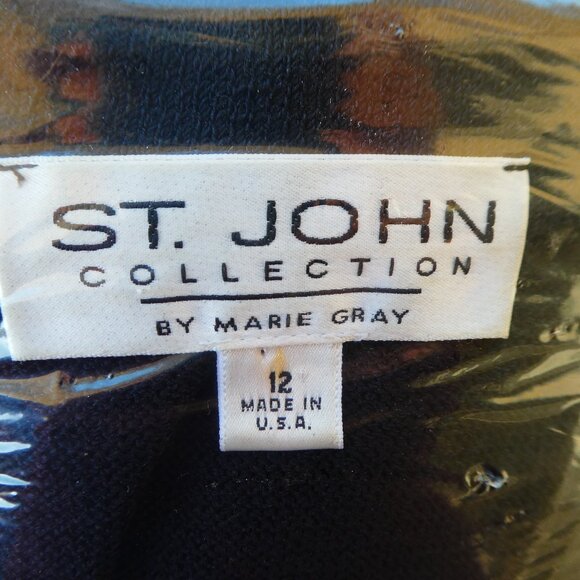 ST. JOHN
COLLECTION
BY MARIE GRAY
12
MADE IN
U.S.A.